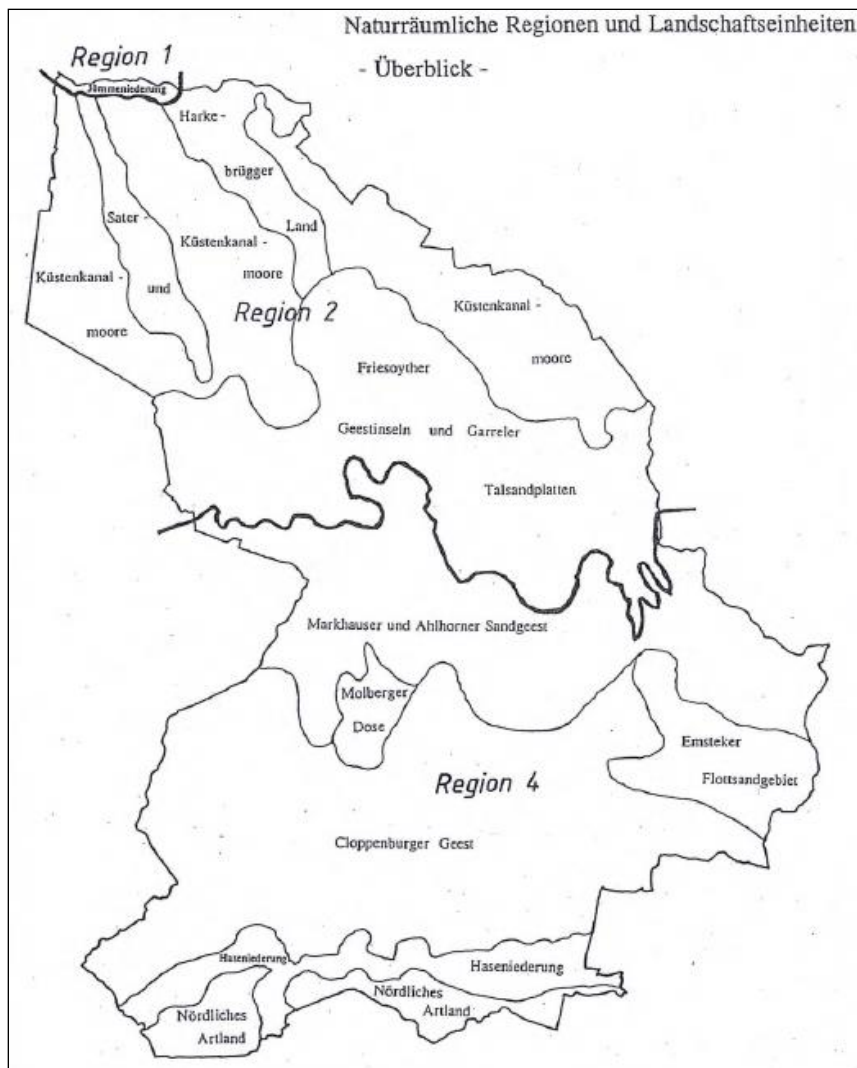 Naturräumliche Regionen und Landschaftseinheiten
- Überblick -
Region 1
Jümmeniederung
Harke -
brügger
Land
Sater -
und
Küstenkanal -
moore
Küstenkanal -
moore
Region 2
Küstenkanal -
moore
Friesoyther
Geestinseln und Garreler
Talsandplatten
Markhauser und Ahlhorner Sandgeest
Molberger
Dose
Emsteker
Flottsandgebiet
Region 4
Cloppenburger Geest
Haseniederung
Haseniederung
Nördliches
Artland
Nördliches
Artland